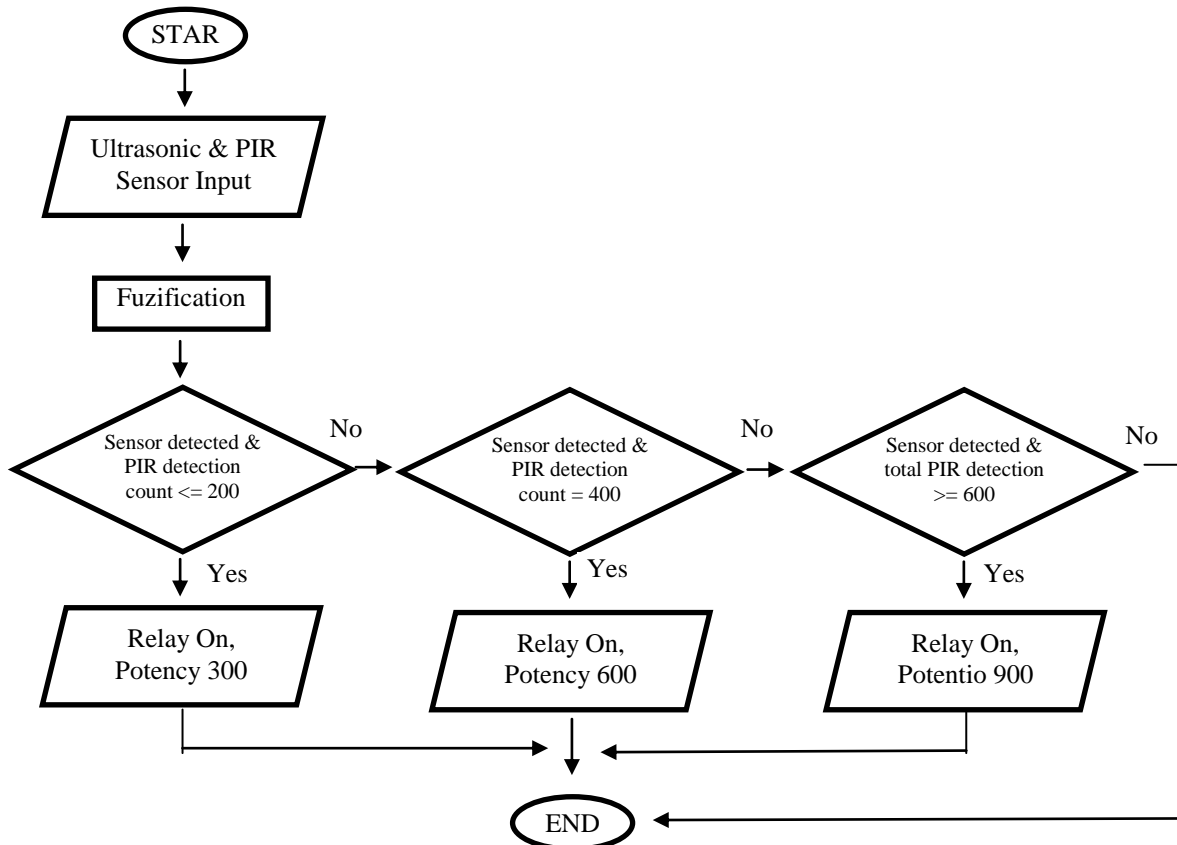 STAR
Ultrasonic & PIR
Sensor Input
Fuzification
Sensor detected &
PIR detection
count <= 200
No
Sensor detected &
PIR detection
count = 400
No
Sensor detected &
total PIR detection
>= 600
No
Yes
Yes
Yes
Relay On,
Potency 300
Relay On,
Potency 600
Relay On,
Potentio 900
END